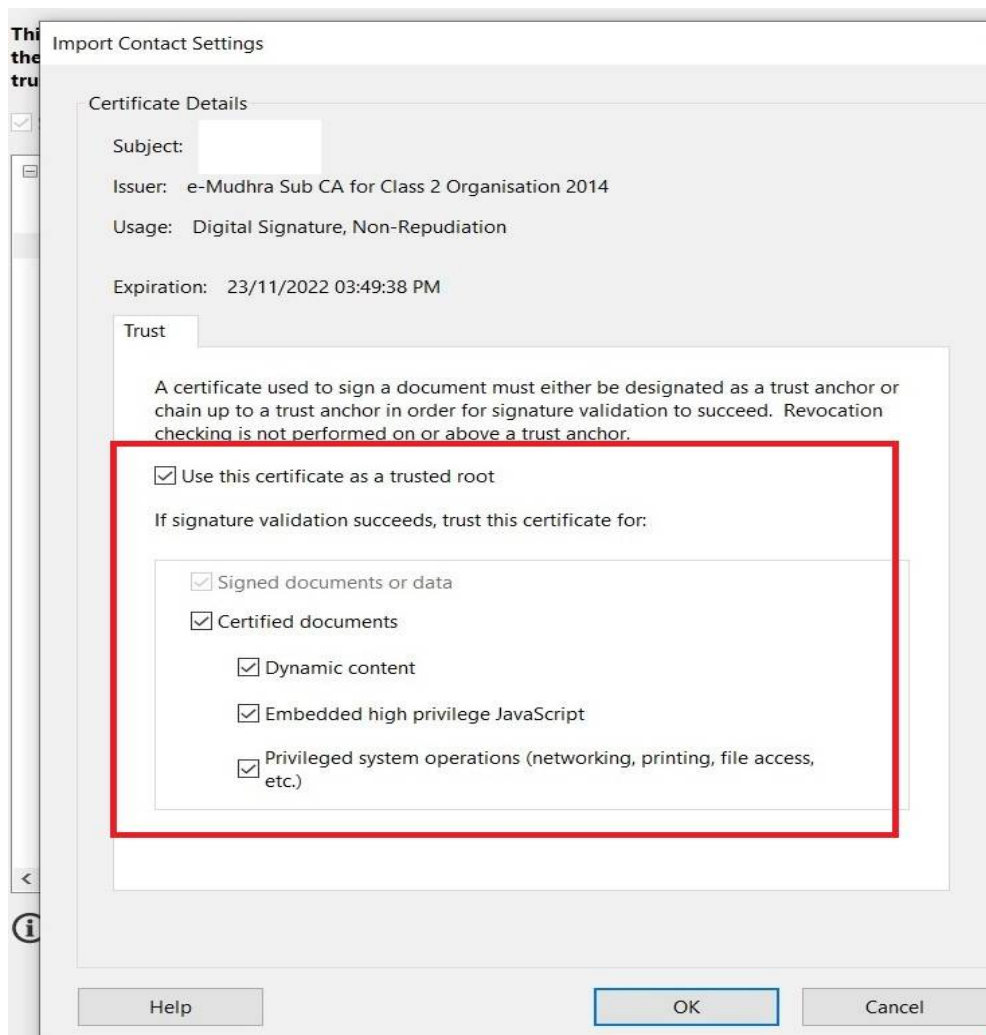 Thi
the
tru
Import Contact Settings
Certificate Details
Subject:
Issuer: e-Mudhra Sub CA for Class 2 Organisation 2014
Usage: Digital Signature, Non-Repudiation
Expiration: 23/11/2022 03:49:38 PM
Trust
A certificate used to sign a document must either be designated as a trust anchor or
chain up to a trust anchor in order for signature validation to succeed. Revocation
checking is not performed on or above a trust anchor.
Use this certificate as a trusted root
If signature validation succeeds, trust this certificate for:
Signed documents or data
Certified documents
Dynamic content
Embedded high privilege JavaScript
Privileged system operations (networking, printing, file access,
etc.)
Help
OK
Cancel